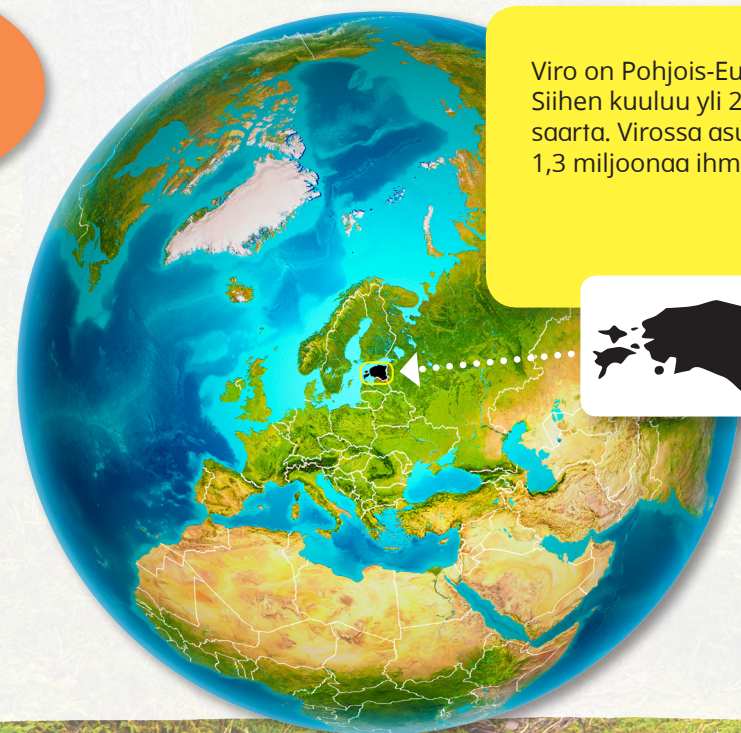 Viro on Pohjois-Eu
Siihen kuuluu yli 2
saarta. Virossa asu
1,3 miljoonaa ihm